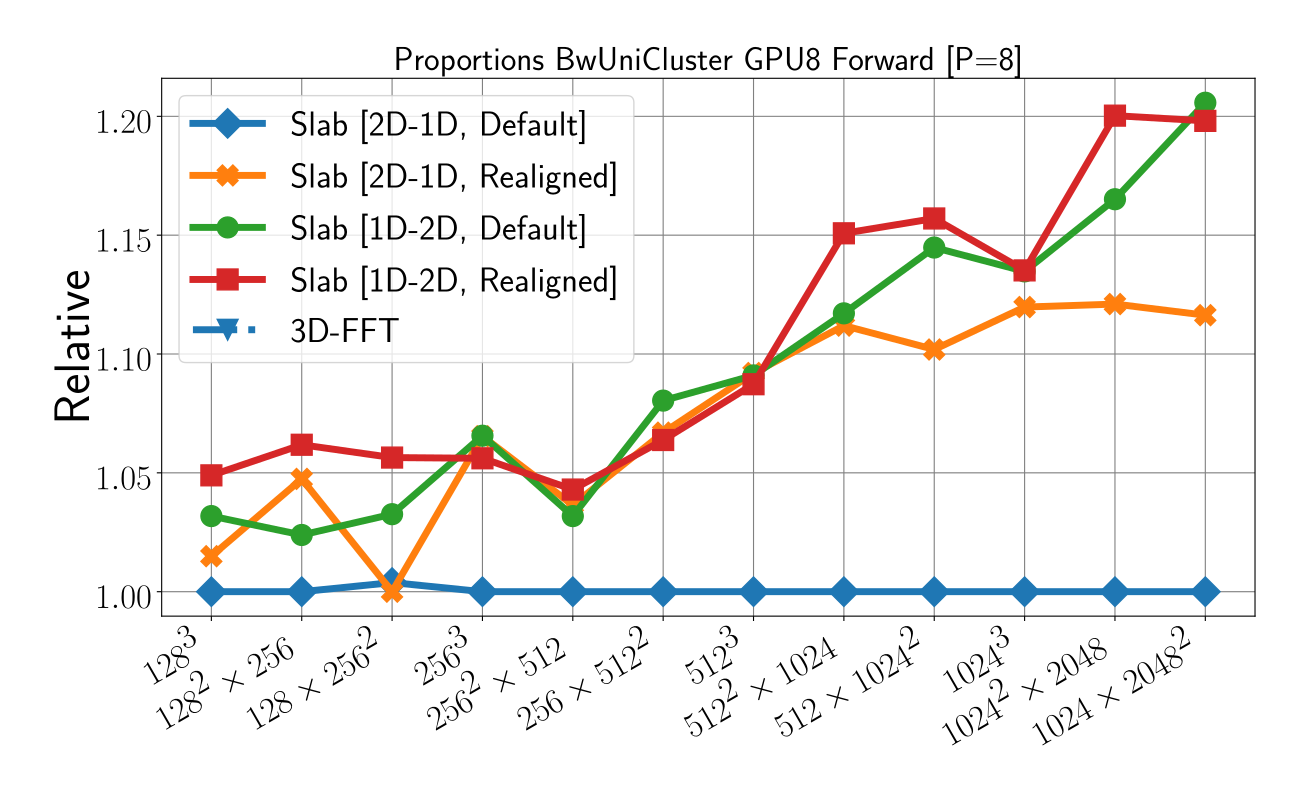 Proportions BwUniCluster GPU8 Forward [P=8]
Slab [2D-1D, Default]
Slab [2D-1D, Realigned]
Slab [1D-2D, Default]
Slab [1D-2D, Realigned]
3D-FFT
Relative
1.20
1.15
1.10
1.05
1.00
128³
128² × 256
128 × 256²
256³
256² × 512
256 × 512²
512³
512² × 1024
512 × 1024²
1024³
1024² × 2048
1024 × 2048²